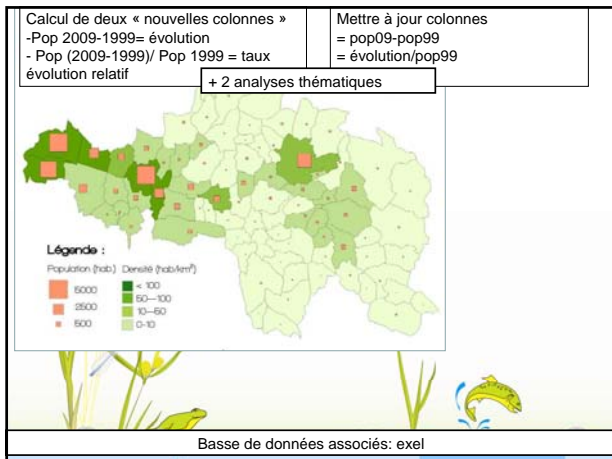 Calcul de deux « nouvelles colonnes »
-Pop 2009-1999= évolution
- Pop (2009-1999)/ Pop 1999 = taux
évolution relatif
Mettre à jour colonnes
= pop09-pop99
= évolution/pop99
+ 2 analyses thématiques
Légende :
Population (hab.) Densité (hab/km²)
5000 < 100
2500 50—100
500 10—50
0-10
Basse de données associés: exel